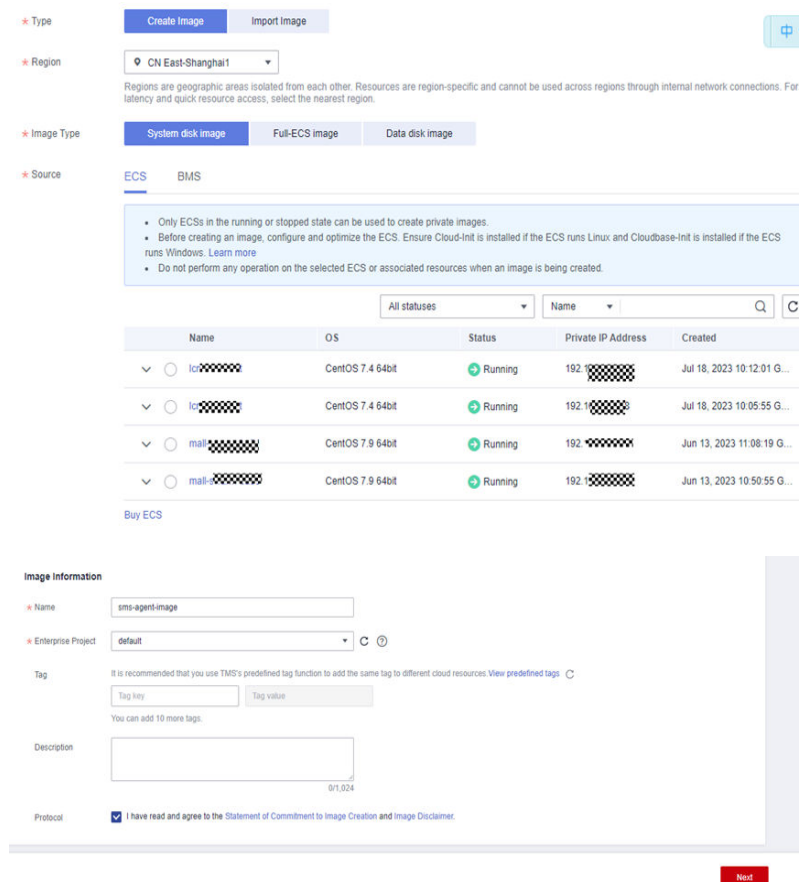 * Type Create Image Import Image
中
* Region CN East-Shanghai1
Regions are geographic areas isolated from each other. Resources are region-specific and cannot be used across regions through internal network connections. For
latency and quick resource access, select the nearest region.
* Image Type System disk image Full-ECS image Data disk image
* Source ECS BMS
• Only ECSs in the running or stopped state can be used to create private images.
• Before creating an image, configure and optimize the ECS. Ensure Cloud-Init is installed if the ECS runs Linux and Cloudbase-Init is installed if the ECS
runs Windows. Learn more
• Do not perform any operation on the selected ECS or associated resources when an image is being created.
All statuses Name
Name OS Status Private IP Address Created
CentOS 7.4 64bit Running 192.1 Jul 18, 2023 10:12:01 G...
CentOS 7.4 64bit Running 192.1 Jul 18, 2023 10:05:55 G...
mall- CentOS 7.9 64bit Running 192. Jun 13, 2023 11:08:19 G...
mall-s CentOS 7.9 64bit Running 192.1 Jun 13, 2023 10:50:55 G...
Buy ECS
Image Information
* Name sms-agent-image
* Enterprise Project default
Tag It is recommended that you use TMS's predefined tag function to add the same tag to different cloud resources.View predefined tags
Tag key Tag value
You can add 10 more tags.
Description
0/1,024
Protocol I have read and agree to the Statement of Commitment to Image Creation and Image Disclaimer.
Next